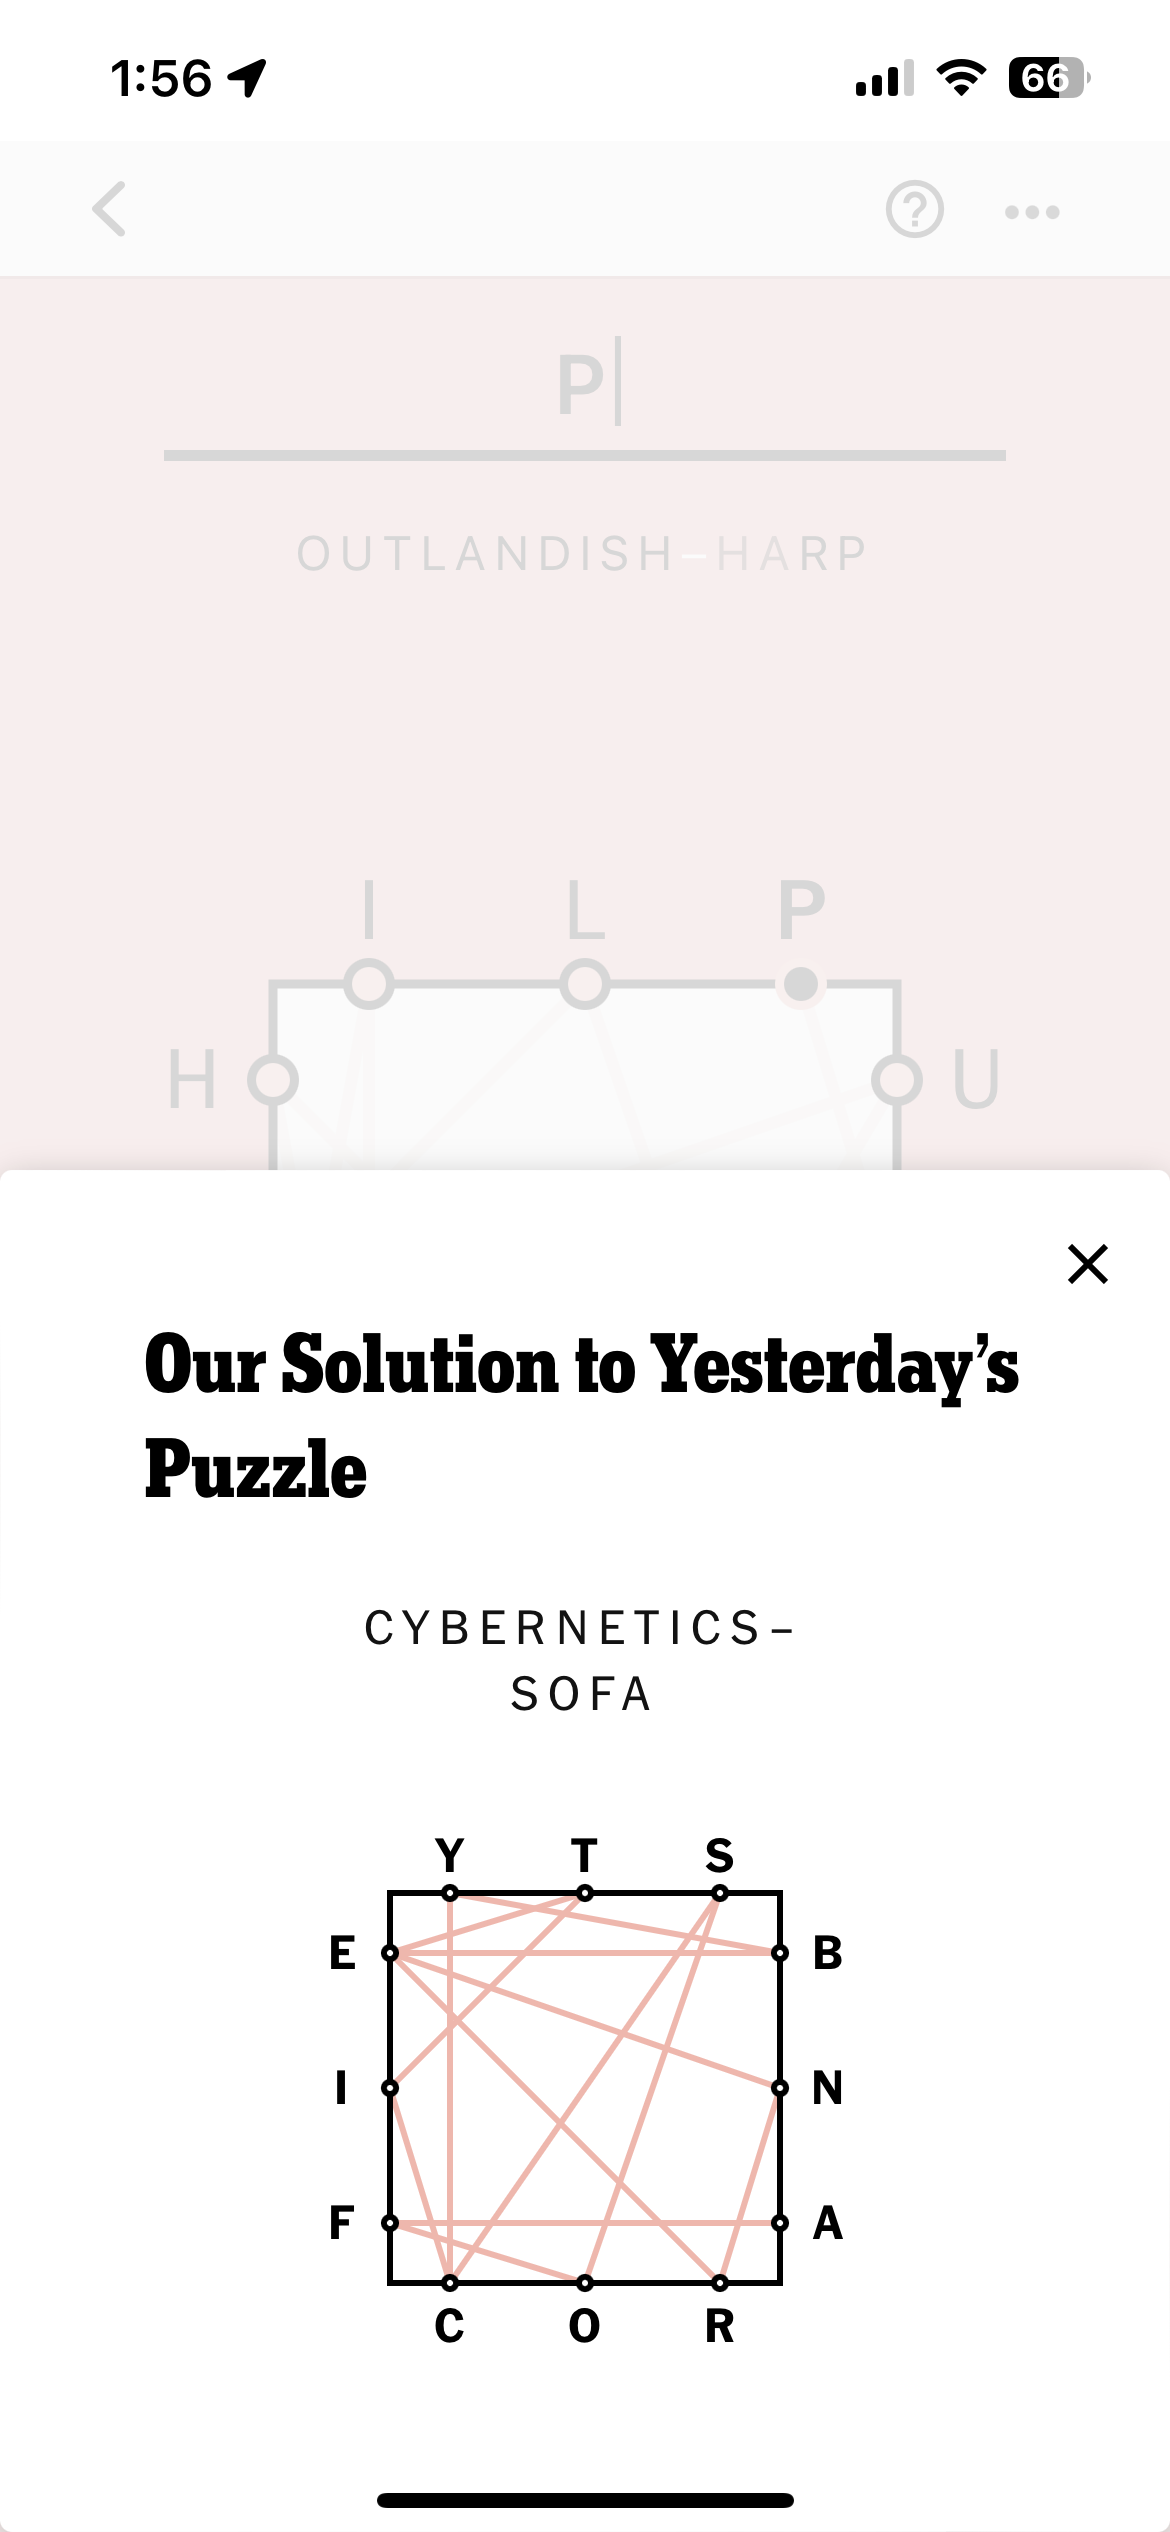 1:56
66
P
OUTLANDISH–HARP
I L P
H U
Our Solution to Yesterday’s
Puzzle
CYBERNETICS–
SOFA
Y T S
E B
I N
F A
C O R